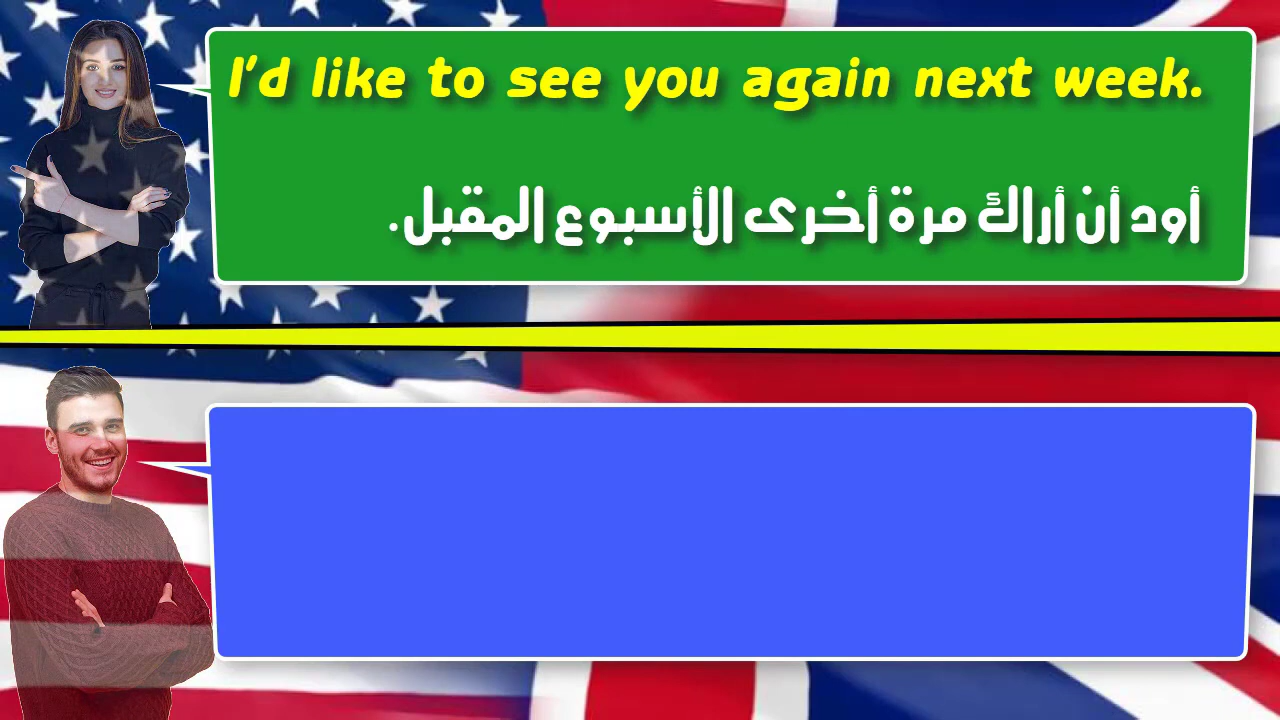 I'd like to see you again next week.
أود أن أراك مرة أخرى الأسبوع المقبل.